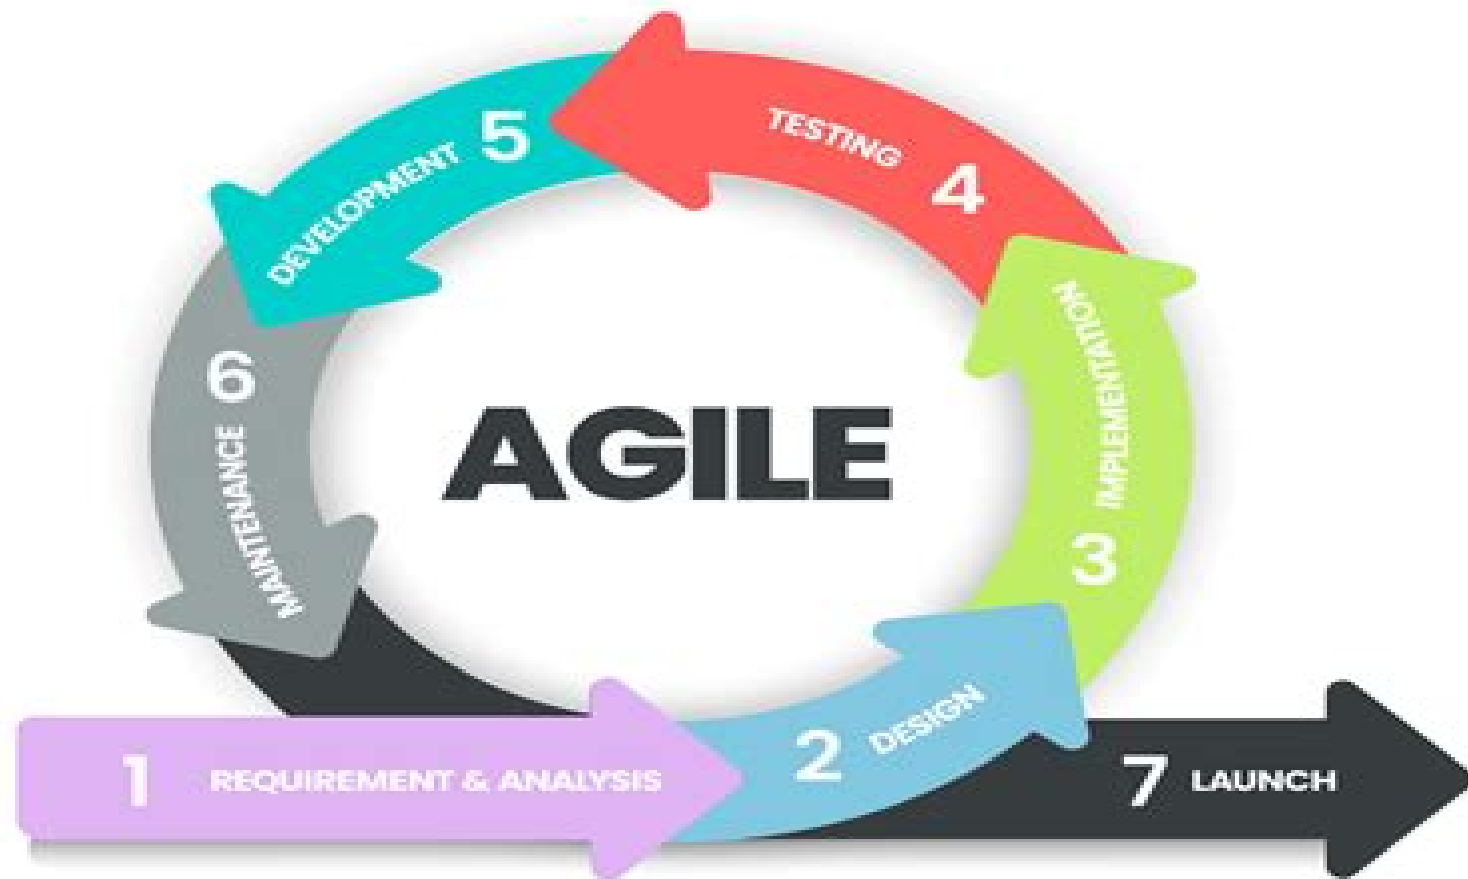 AGILE
1 REQUIREMENT & ANALYSIS
2 DESIGN
3 IMPLEMENTATION
4 TESTING
5 DEVELOPMENT
6 MAINTENANCE
7 LAUNCH